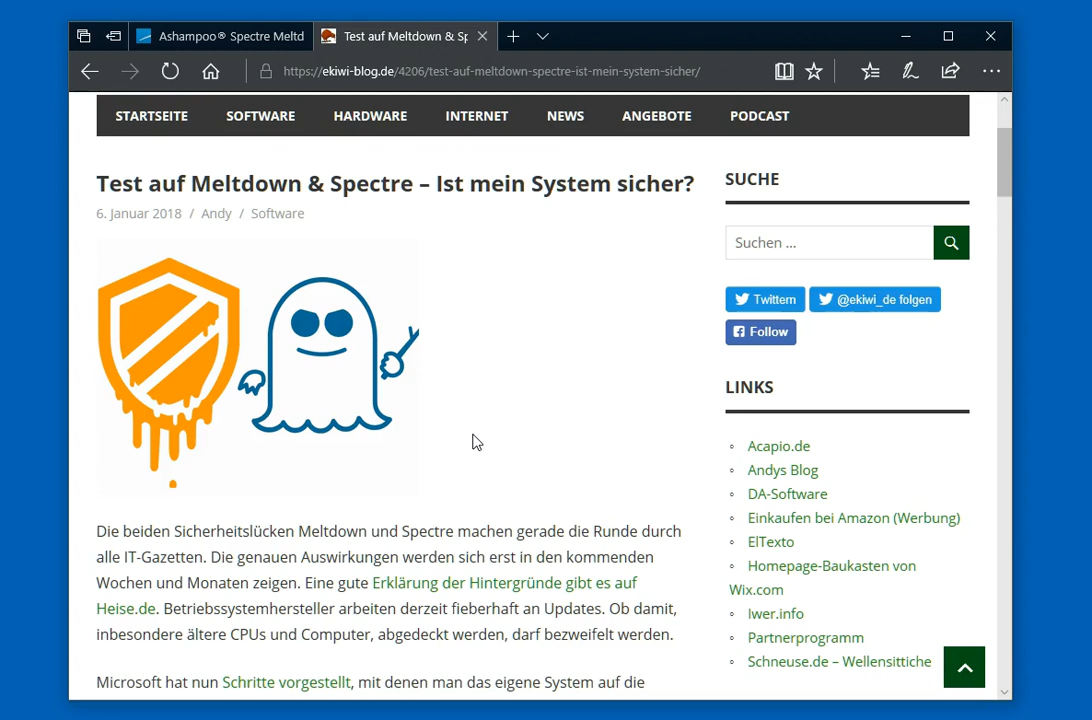 Ashampoo® Spectre Meltd
Test auf Meltdown & Sp
https://ekiwi-blog.de/4206/test-auf-meltdown-spectre-ist-mein-system-sicher/
STARTSEITE SOFTWARE HARDWARE INTERNET NEWS ANGEBOTE PODCAST
Test auf Meltdown & Spectre – Ist mein System sicher?
6. Januar 2018 / Andy / Software
Die beiden Sicherheitslücken Meltdown und Spectre machen gerade die Runde durch
alle IT-Gazetten. Die genauen Auswirkungen werden sich erst in den kommenden
Wochen und Monaten zeigen. Eine gute Erklärung der Hintergründe gibt es auf
Heise.de. Betriebssystemhersteller arbeiten derzeit fieberhaft an Updates. Ob damit,
inbesondere ältere CPUs und Computer, abgedeckt werden, darf bezweifelt werden.
Microsoft hat nun Schritte vorgestellt, mit denen man das eigene System auf die
SUCHE
Suchen ...
Twittern @ekiwi_de folgen
Follow
LINKS
Acapio.de
Andys Blog
DA-Software
Einkaufen bei Amazon (Werbung)
ElTexto
Homepage-Baukasten von
Wix.com
Iwer.info
Partnerprogramm
Schneuse.de – Wellensittiche